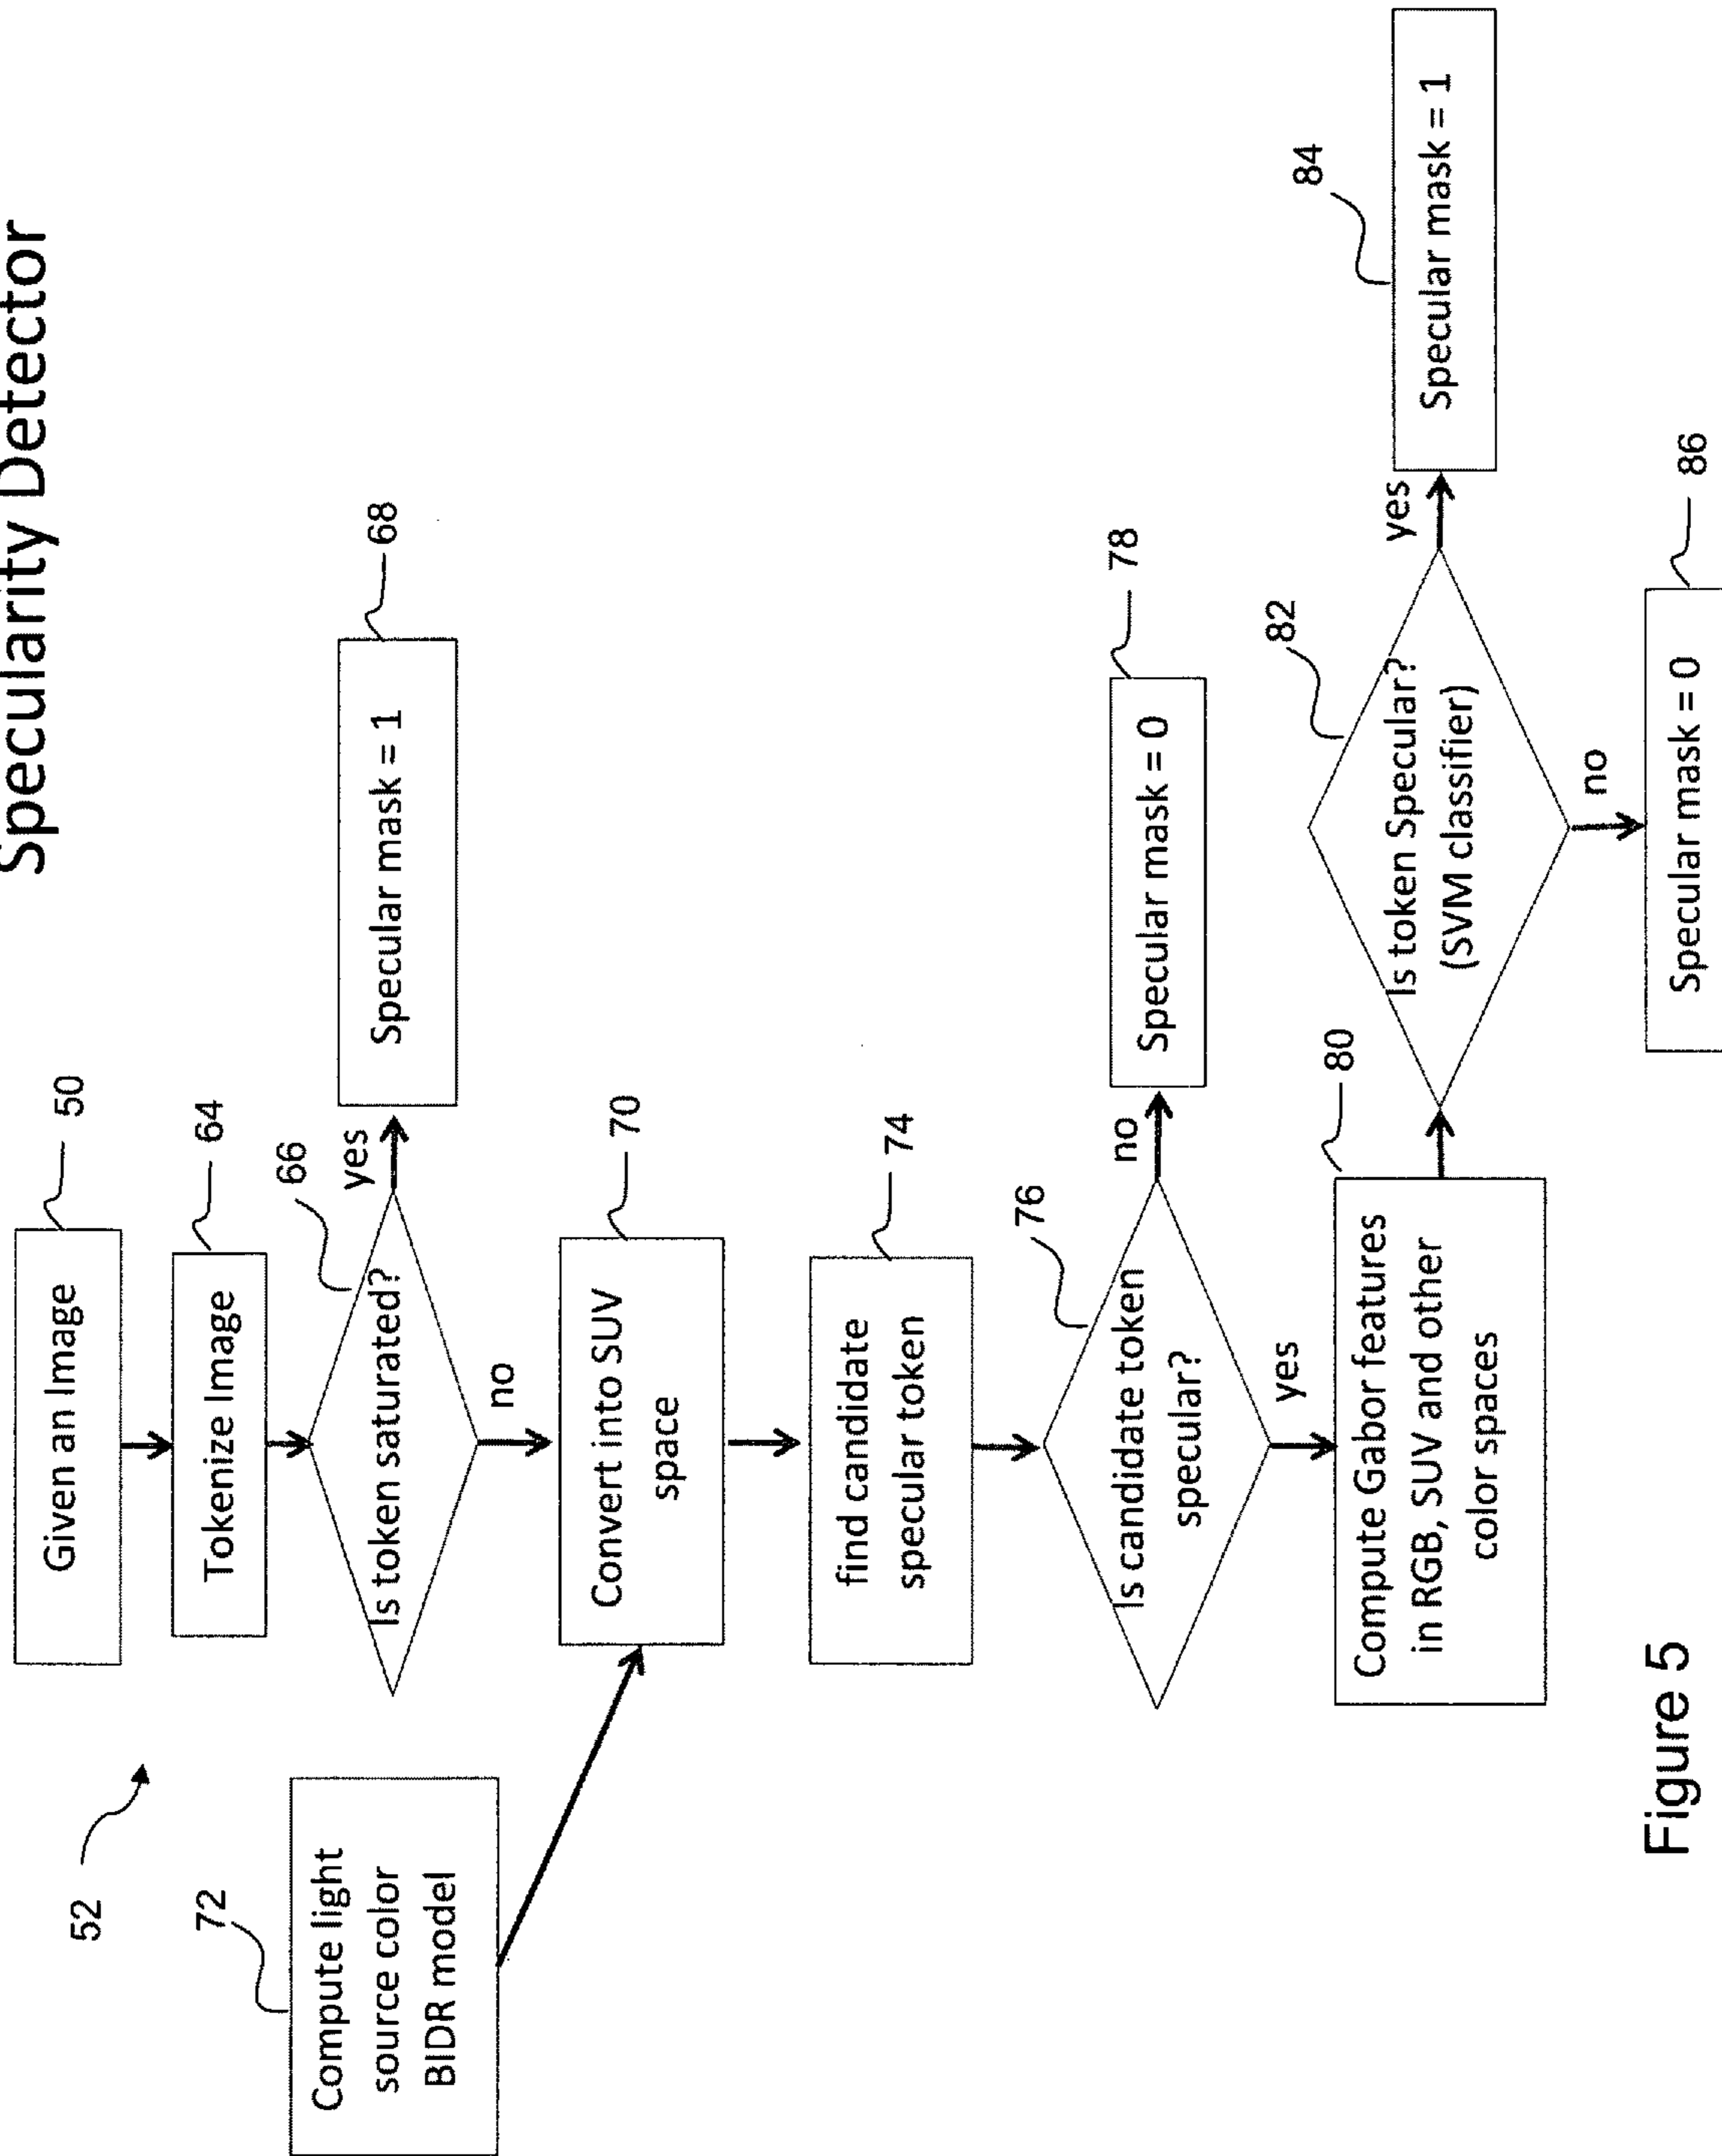 Specularity Detector
52
Given an Image
50
Tokenize Image
64
Is token saturated?
66
yes
Specular mask = 1
68
no
72
Compute light
source color
BIDR model
Convert into SUV
space
70
find candidate
specular token
74
Is candidate token
specular?
76
no
Specular mask = 0
78
yes
Compute Gabor features
in RGB, SUV and other
color spaces
80
Is token Specular?
(SVM classifier)
82
yes
Specular mask = 1
84
no
Specular mask = 0
86
Figure 5